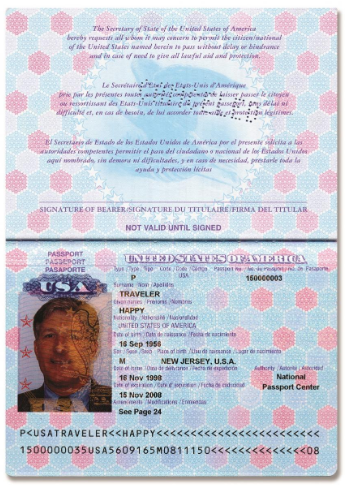 The Secretary of State of the United States of America
hereby requests all whom it may concern to permit the citizen/national
of the United States named herein to pass without delay or hindrance
and in case of need to give all lawful aid and protection.
Le Secrétaire d'Etat des Etats-Unis d'Amérique
prie par les présentes toutes autorités compétentes de laisser passer le citoyen
ou ressortissant des Etats-Unis titulaire du présent passeport, sans délai ni
difficulté et, en cas de besoin, de lui accorder toute aide et protection légitimes.
El Secretario de Estado de los Estados Unidos de América por el presente solicita a las
autoridades competentes permitir el paso del ciudadano o nacional de los Estados Unidos
aquí nombrado, sin demora ni dificultades, y en caso de necesidad, prestarle toda la
ayuda y protección lícitas
SIGNATURE OF BEARER/SIGNATURE DU TITULAIRE/FIRMA DEL TITULAR
NOT VALID UNTIL SIGNED
PASSPORT
PASSEPORT
PASAPORTE
USA
UNITED STATES OF AMERICA
P USA 150000003
TRAVELER
HAPPY
UNITED STATES OF AMERICA
16 Sep 1956
M NEW JERSEY, U.S.A.
16 Nov 1998
National
Passport Center
15 Nov 2008
See Page 24
P<USATRAVELER<<HAPPY<<<<<<<<<<<<<<<<<<<<<<<<
1500000035USA5609165M0811150<<<<<<<<<<<<<<08